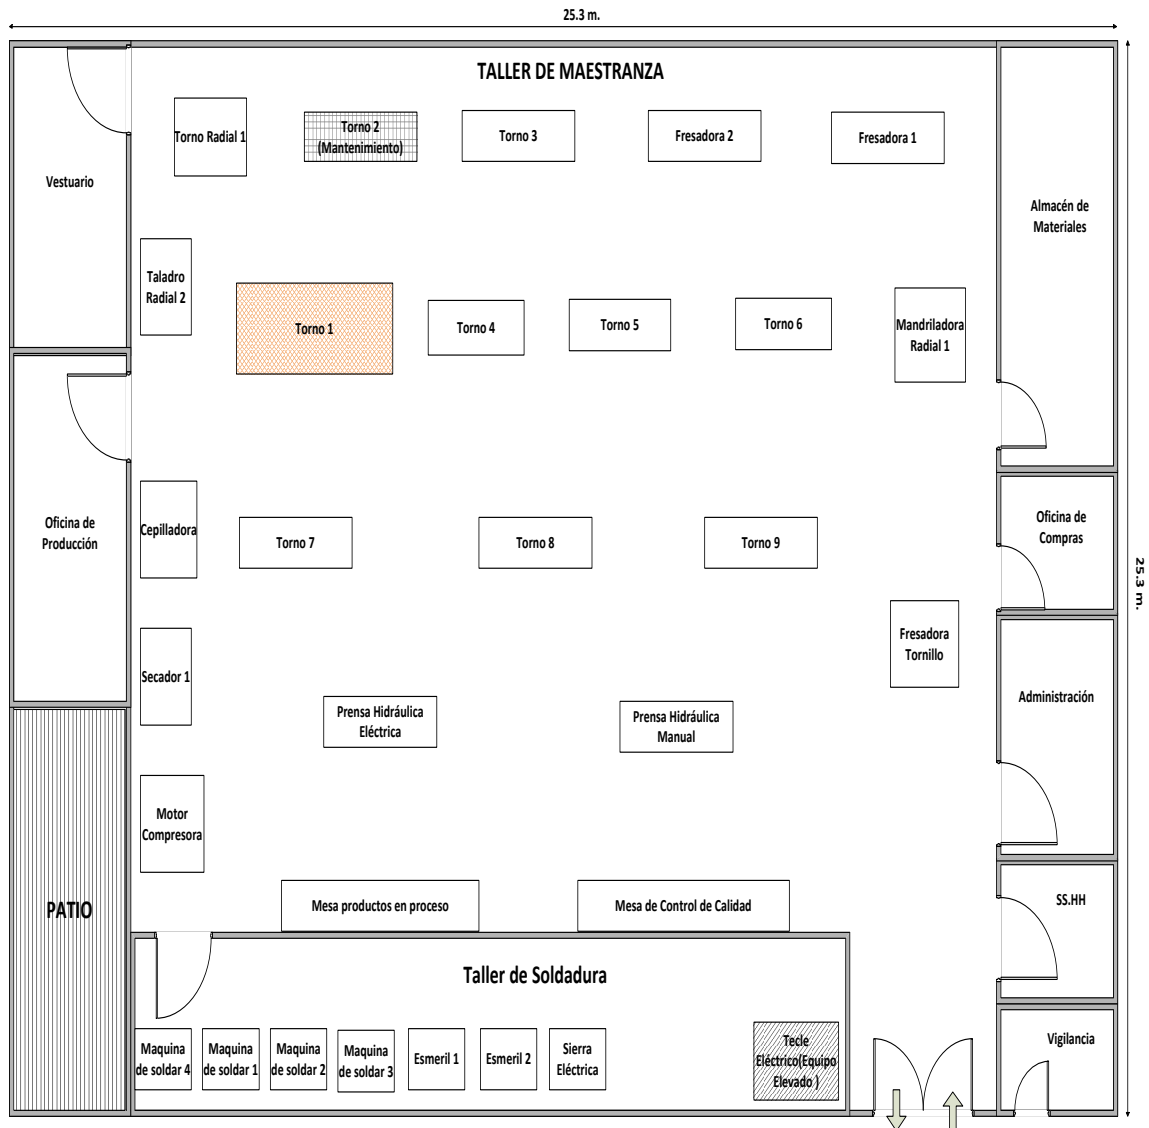 25.3 m.
TALLER DE MAESTRANZA
Torno Radial 1
Torno 2
(Mantenimiento)
Torno 3
Fresadora 2
Fresadora 1
Vestuario
Almacén de
Materiales
Taladro
Radial 2
Torno 1
Torno 4
Torno 5
Torno 6
Mandriladora
Radial 1
Oficina de
Producción
Cepilladora
Torno 7
Torno 8
Torno 9
Oficina de
Compras
25.3 m.
Fresadora
Tornillo
Secador 1
Administración
Prensa Hidráulica
Eléctrica
Prensa Hidráulica
Manual
Motor
Compresora
PATIO
Mesa productos en proceso
Mesa de Control de Calidad
SS.HH
Taller de Soldadura
Maquina
de soldar 4
Maquina
de soldar 1
Maquina
de soldar 2
Maquina
de soldar 3
Esmeril 1
Esmeril 2
Sierra
Eléctrica
Tecle
Eléctrico(Equipo
Elevado )
Vigilancia